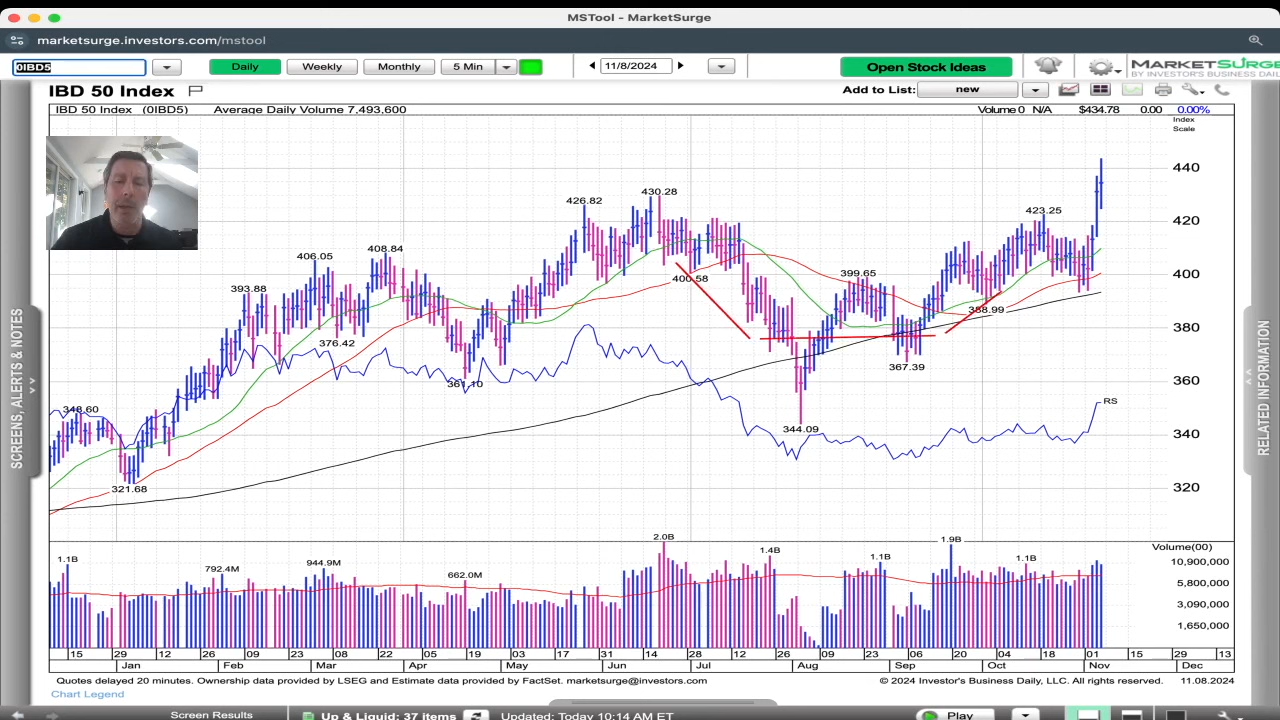 MSTool - MarketSurge
marketsurge.investors.com/mstool
0IBD5 Daily Weekly Monthly 5 Min 11/8/2024 Open Stock Ideas MARKETSURGE
BY INVESTOR'S BUSINESS DAILY
IBD 50 Index Add to List: new
IBD 50 Index (0IBD5) Average Daily Volume 7,493,600 Volume 0 N/A $434.78 0.00 0.00%
Index
Scale
440
430.28
426.82
423.25
420
408.84
406.05
400.58
399.65
400
393.88
388.99
380
376.42
367.39
361.10
360
RS
348.60
344.09
340
321.68
320
Volume(00)
1.1B 792.4M 944.9M 662.0M 2.0B 1.4B 1.1B 1.9B 1.1B
10,900,000
5,800,000
3,090,000
1,650,000
15 29 12 26 09 23 08 22 05 19 03 17 31 14 28 12 26 09 23 06 20 04 18 01 15 29 13
Jan Feb Mar Apr May Jun Jul Aug Sep Oct Nov Dec
Quotes delayed 20 minutes. Ownership data provided by LSEG and Estimate data provided by FactSet. marketsurge@investors.com © 2024 Investor's Business Daily, LLC. All rights reserved. 11.08.2024
Chart Legend
SCREENS, ALERTS & NOTES
RELATED INFORMATION
Screen Results Up & Liquid: 37 items Updated: Today 10:14 AM ET Play